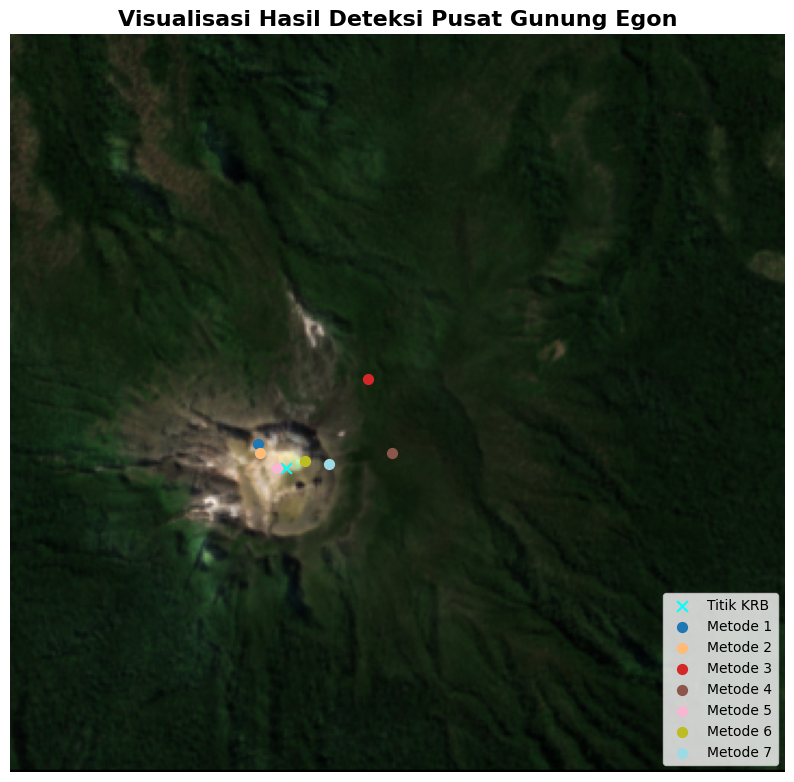 Visualisasi Hasil Deteksi Pusat Gunung Egon
Titik KRB
Metode 1
Metode 2
Metode 3
Metode 4
Metode 5
Metode 6
Metode 7